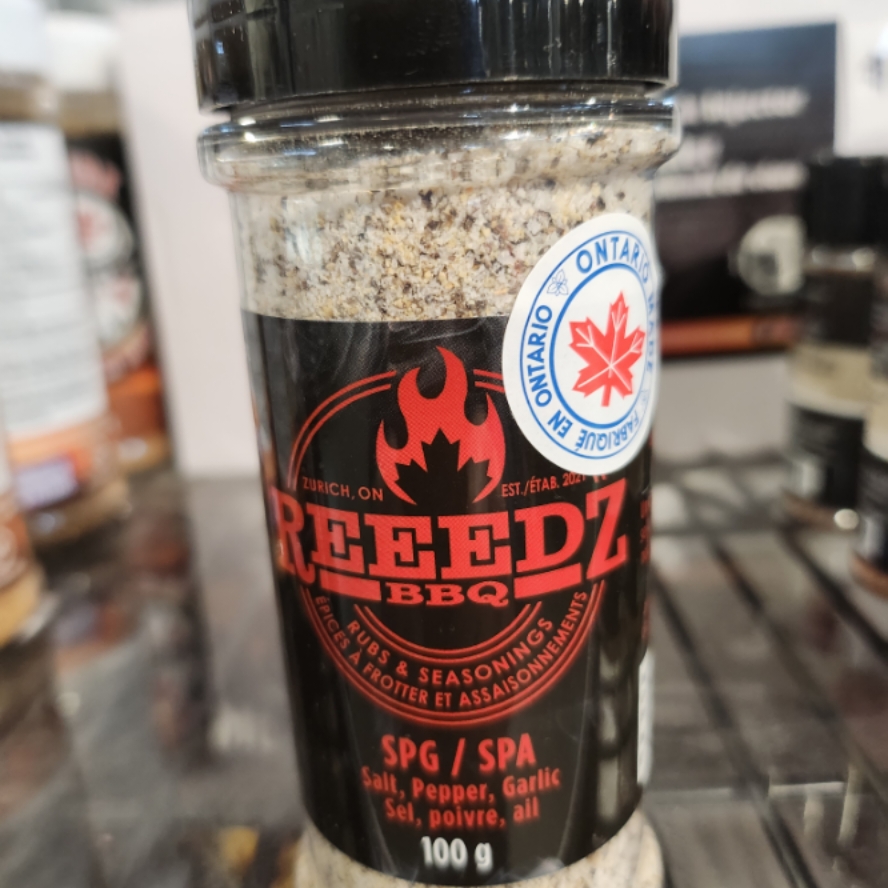 ONTARIO MADE
FABRIQUÉ EN ONTARIO
ZURICH, ON
EST./ÉTAB. 2021
REEEDZ
BBQ
RUBS & SEASONINGS
ÉPICES À FROTTER ET ASSAISONNEMENTS
SPG / SPA
Salt, Pepper, Garlic
Sel, poivre, ail
100 g